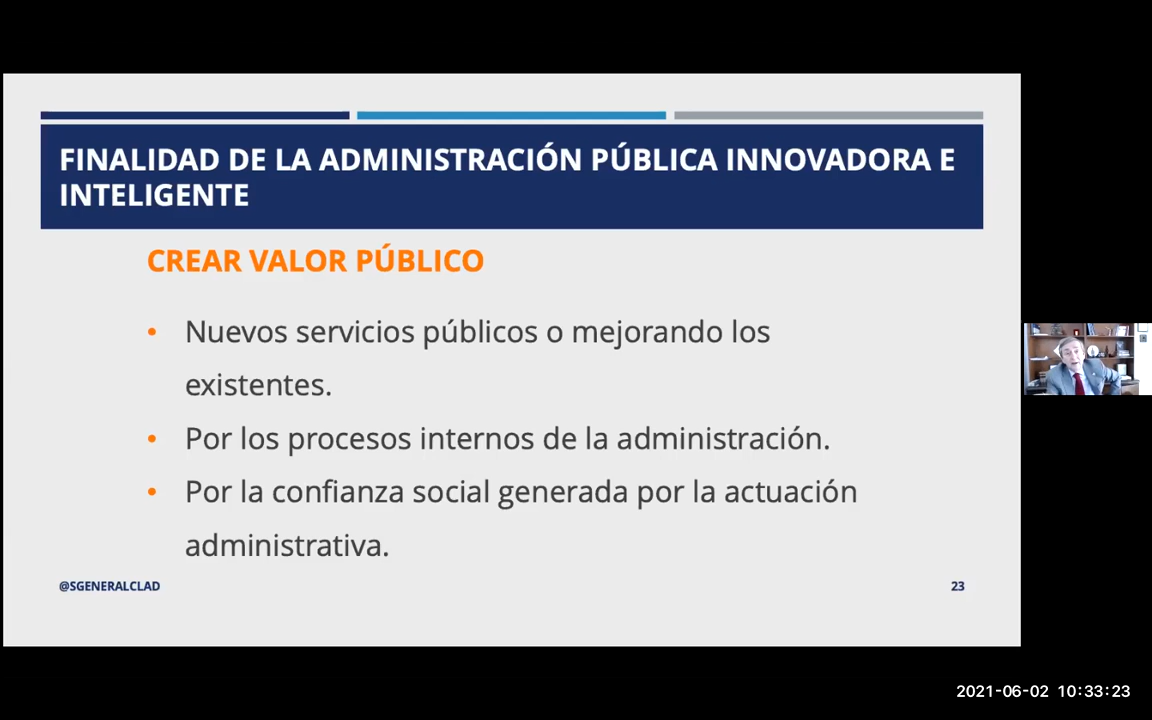 FINALIDAD DE LA ADMINISTRACIÓN PÚBLICA INNOVADORA E
INTELIGENTE
CREAR VALOR PÚBLICO
• Nuevos servicios públicos o mejorando los
existentes.
• Por los procesos internos de la administración.
• Por la confianza social generada por la actuación
administrativa.
@SGENERALCLAD
23
2021-06-02 10:33:23